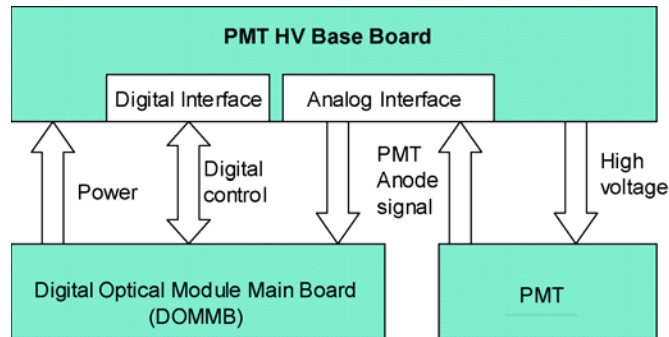 PMT HV Base Board
Digital Interface
Analog Interface
Power
Digital
control
PMT
Anode
signal
High
voltage
Digital Optical Module Main Board
(DOMMB)
PMT